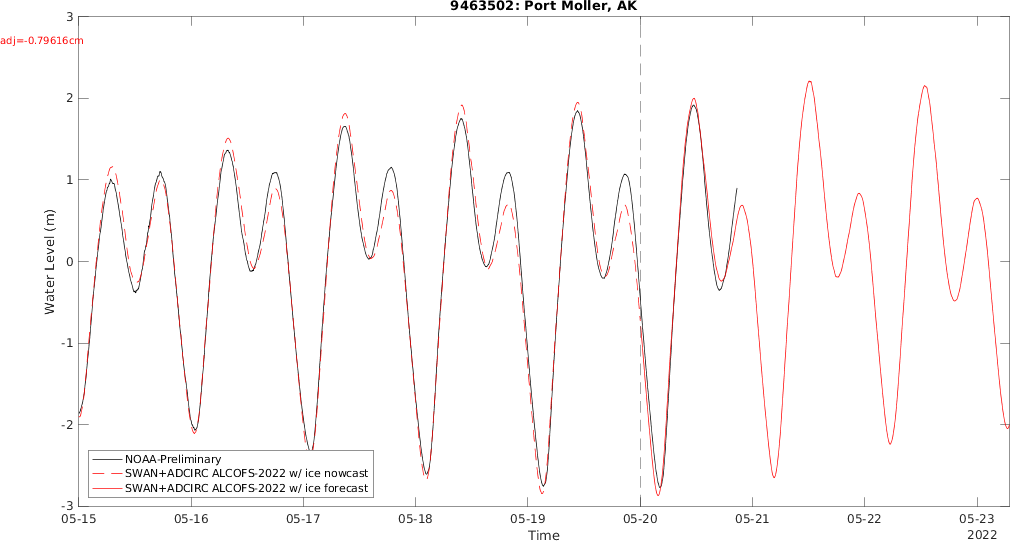 9463502: Port Moller, AK
adj=-0.79616cm
Water Level (m)
3
2
1
0
-1
-2
-3
NOAA-Preliminary
SWAN+ADCIRC ALCOFS-2022 w/ ice nowcast
SWAN+ADCIRC ALCOFS-2022 w/ ice forecast
05-15 05-16 05-17 05-18 05-19 05-20 05-21 05-22 05-23
Time
2022